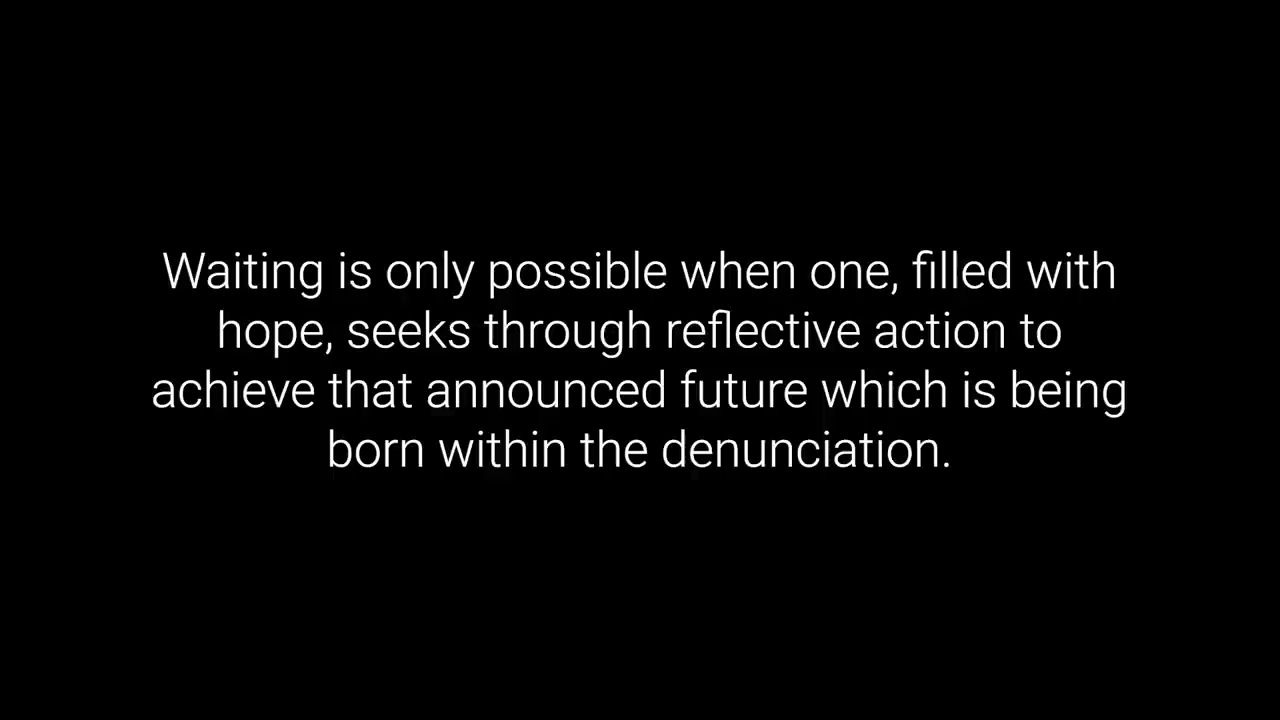 Waiting is only possible when one, filled with
hope, seeks through reflective action to
achieve that announced future which is being
born within the denunciation.